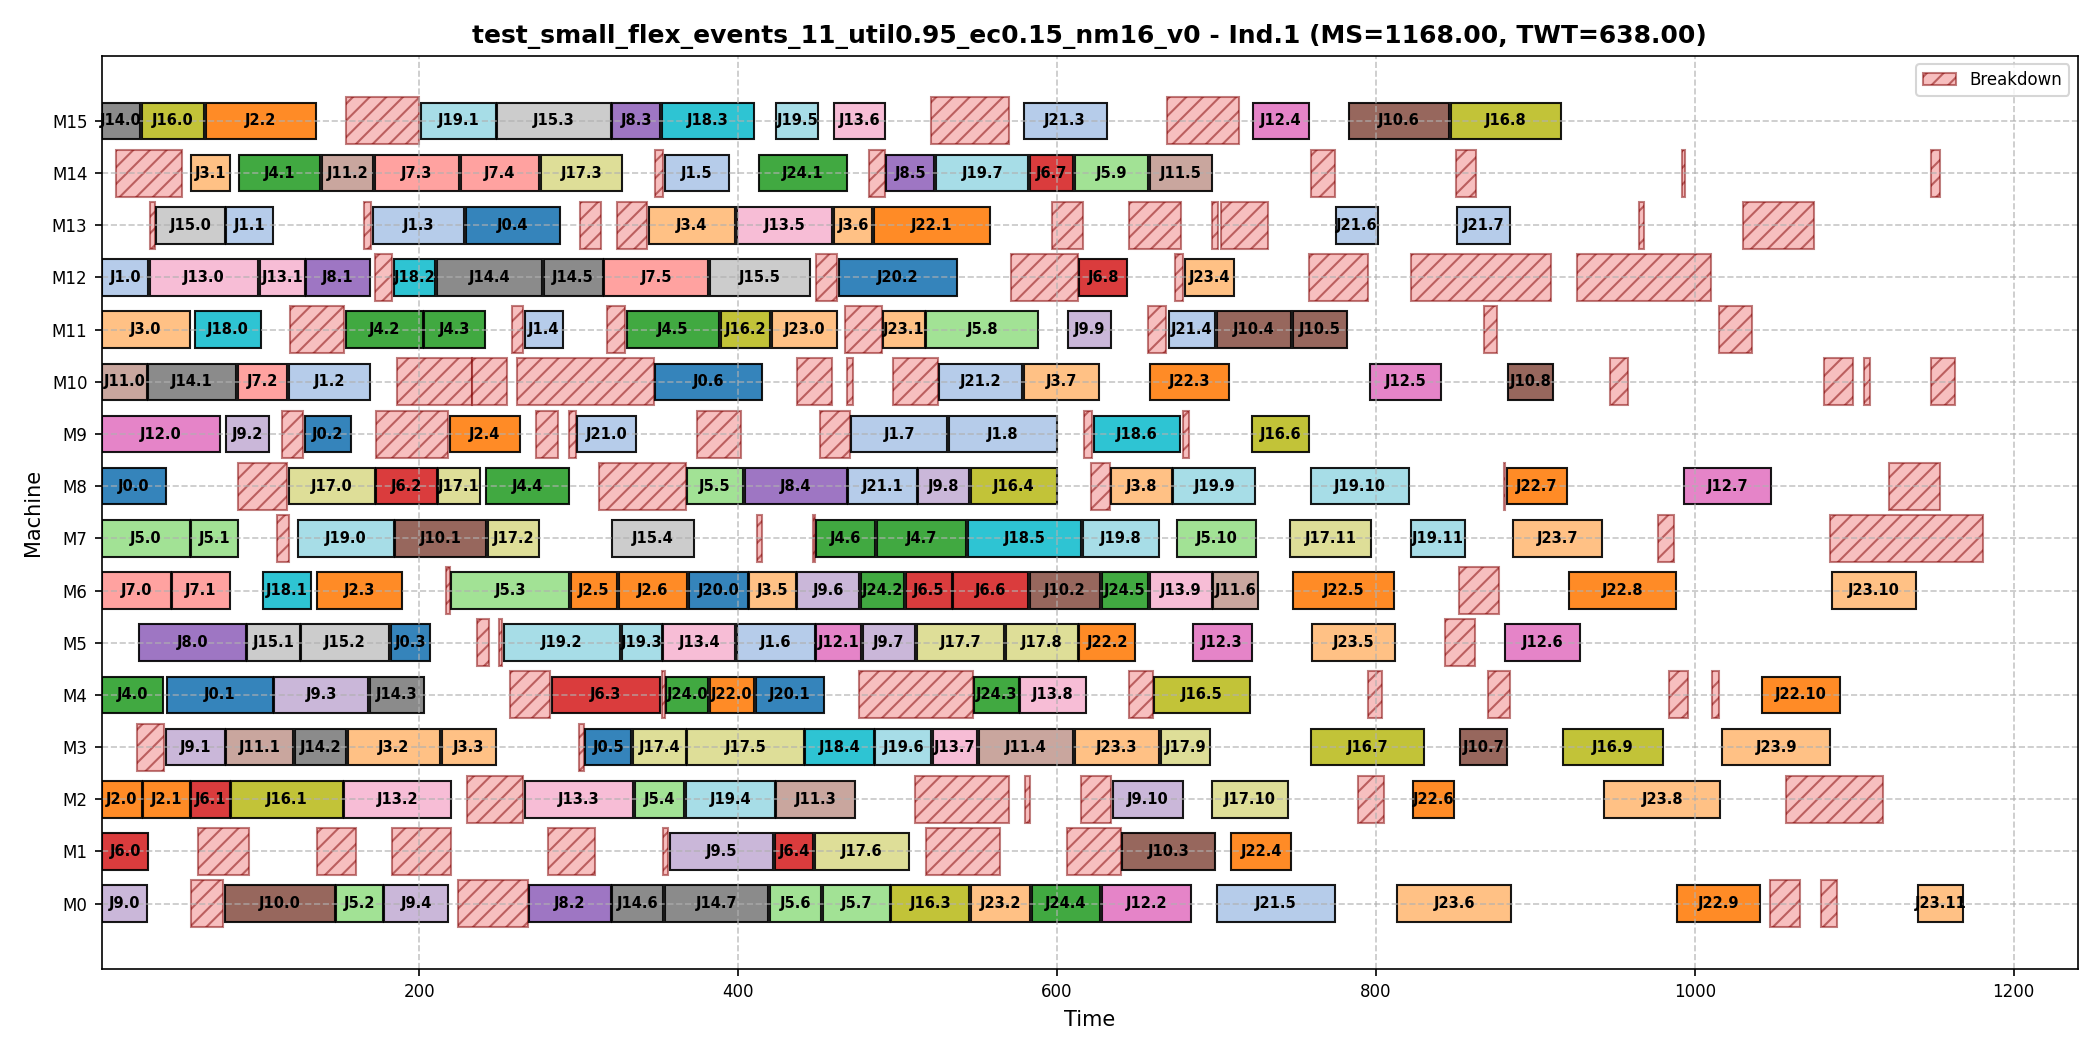 test_small_flex_events_11_util0.95_ec0.15_nm16_v0 - Ind.1 (MS=1168.00, TWT=638.00)
Breakdown
M15 J14.0 J16.0 J2.2 J19.1 J15.3 J8.3 J18.3 J19.5 J13.6 J21.3 J12.4 J10.6 J16.8
M14 J3.1 J4.1 J11.2 J7.3 J7.4 J17.3 J1.5 J24.1 J8.5 J19.7 J6.7 J5.9 J11.5
M13 J15.0 J1.1 J1.3 J0.4 J3.4 J13.5 J3.6 J22.1 J21.6 J21.7
M12 J1.0 J13.0 J13.1 J8.1 J18.2 J14.4 J14.5 J7.5 J15.5 J20.2 J6.8 J23.4
M11 J3.0 J18.0 J4.2 J4.3 J1.4 J4.5 J16.2 J23.0 J23.1 J5.8 J9.9 J21.4 J10.4 J10.5
M10 J11.0 J14.1 J7.2 J1.2 J0.6 J21.2 J3.7 J22.3 J12.5 J10.8
M9 J12.0 J9.2 J0.2 J2.4 J21.0 J1.7 J1.8 J18.6 J16.6
M8 J0.0 J17.0 J6.2 J17.1 J4.4 J5.5 J8.4 J21.1 J9.8 J16.4 J3.8 J19.9 J19.10 J22.7 J12.7
M7 J5.0 J5.1 J19.0 J10.1 J17.2 J15.4 J4.6 J4.7 J18.5 J19.8 J5.10 J17.11 J19.11 J23.7
M6 J7.0 J7.1 J18.1 J2.3 J5.3 J2.5 J2.6 J20.0 J3.5 J9.6 J24.2 J6.5 J6.6 J10.2 J24.5 J13.9 J11.6 J22.5 J22.8 J23.10
M5 J8.0 J15.1 J15.2 J0.3 J19.2 J19.3 J13.4 J1.6 J12.1 J9.7 J17.7 J17.8 J22.2 J12.3 J23.5 J12.6
M4 J4.0 J0.1 J9.3 J14.3 J6.3 J24.0 J22.0 J20.1 J24.3 J13.8 J16.5 J22.10
M3 J9.1 J11.1 J14.2 J3.2 J3.3 J0.5 J17.4 J17.5 J18.4 J19.6 J13.7 J11.4 J23.3 J17.9 J16.7 J10.7 J16.9 J23.9
M2 J2.0 J2.1 J6.1 J16.1 J13.2 J13.3 J5.4 J19.4 J11.3 J9.10 J17.10 J22.6 J23.8
M1 J6.0 J9.5 J6.4 J17.6 J10.3 J22.4
M0 J9.0 J10.0 J5.2 J9.4 J8.2 J14.6 J14.7 J5.6 J5.7 J16.3 J23.2 J24.4 J12.2 J21.5 J23.6 J22.9 J23.11
Machine
200 400 600 800 1000 1200
Time